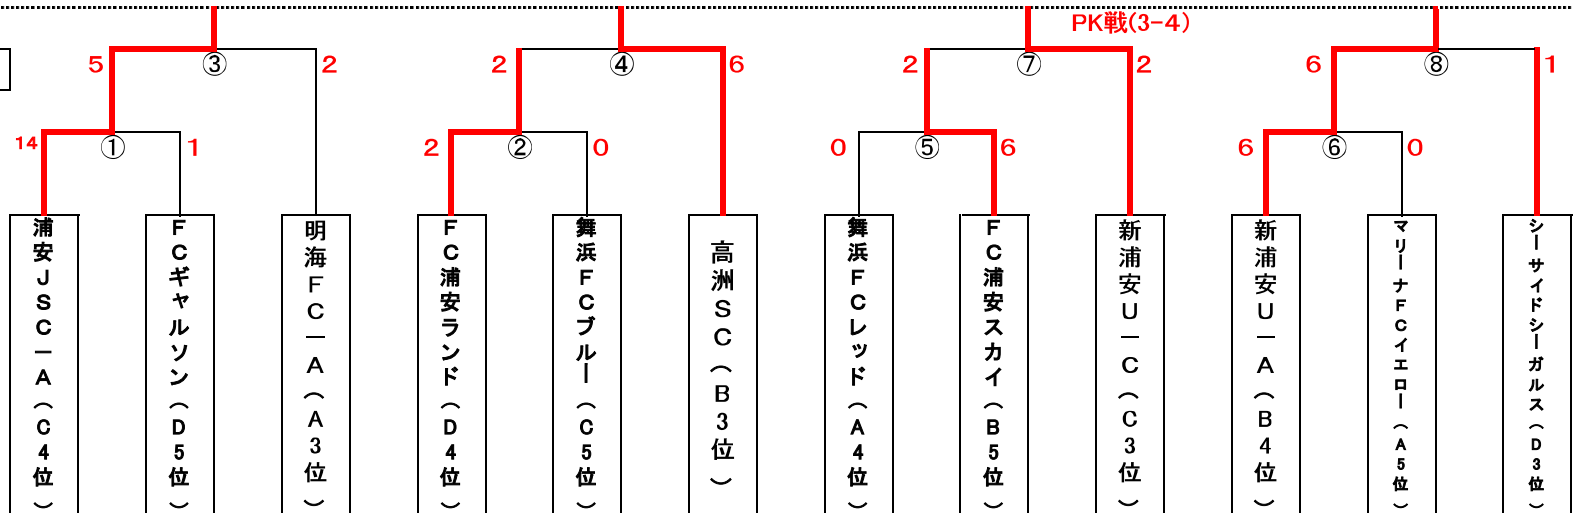 PK戦(3-4)
5 ③ 2 2 ④ 6 2 ⑦ 2 6 ⑧ 1
14 ① 1 2 ② 0 0 ⑤ 6 6 ⑥ 0
浦安JSC-A(C4位)
FCギャルソン(D5位)
明海FC-A(A3位)
FC浦安ランド(D4位)
舞浜FCブルー(C5位)
高洲SC(B3位)
舞浜FCレッド(A4位)
FC浦安スカイ(B5位)
新浦安U-C(C3位)
新浦安U-A(B4位)
マリーナFCイエロー(A5位)
シーサイドシーガルス(D3位)